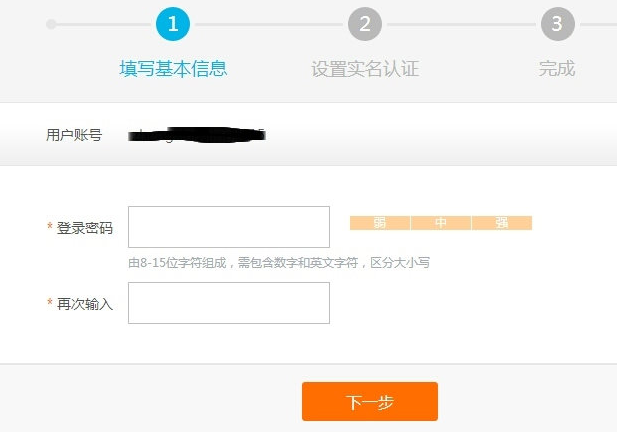 1 2 3
填写基本信息 设置实名认证 完成
用户账号
* 登录密码 弱 中 强
由8-15位字符组成，需包含数字和英文字符，区分大小写
* 再次输入
下一步